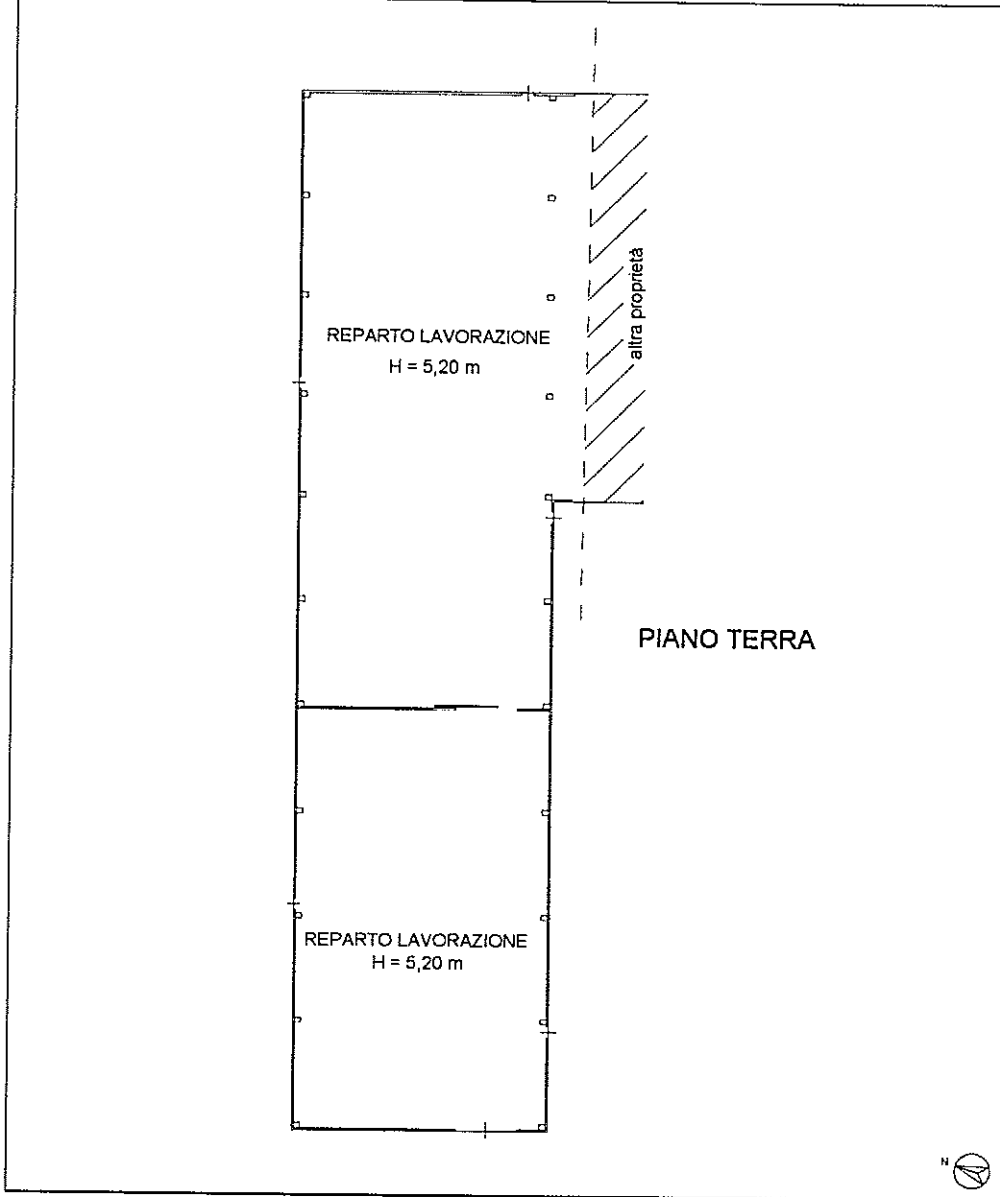 REPARTO LAVORAZIONE
H = 5,20 m
altra proprietà
PIANO TERRA
REPARTO LAVORAZIONE
H = 5,20 m
N